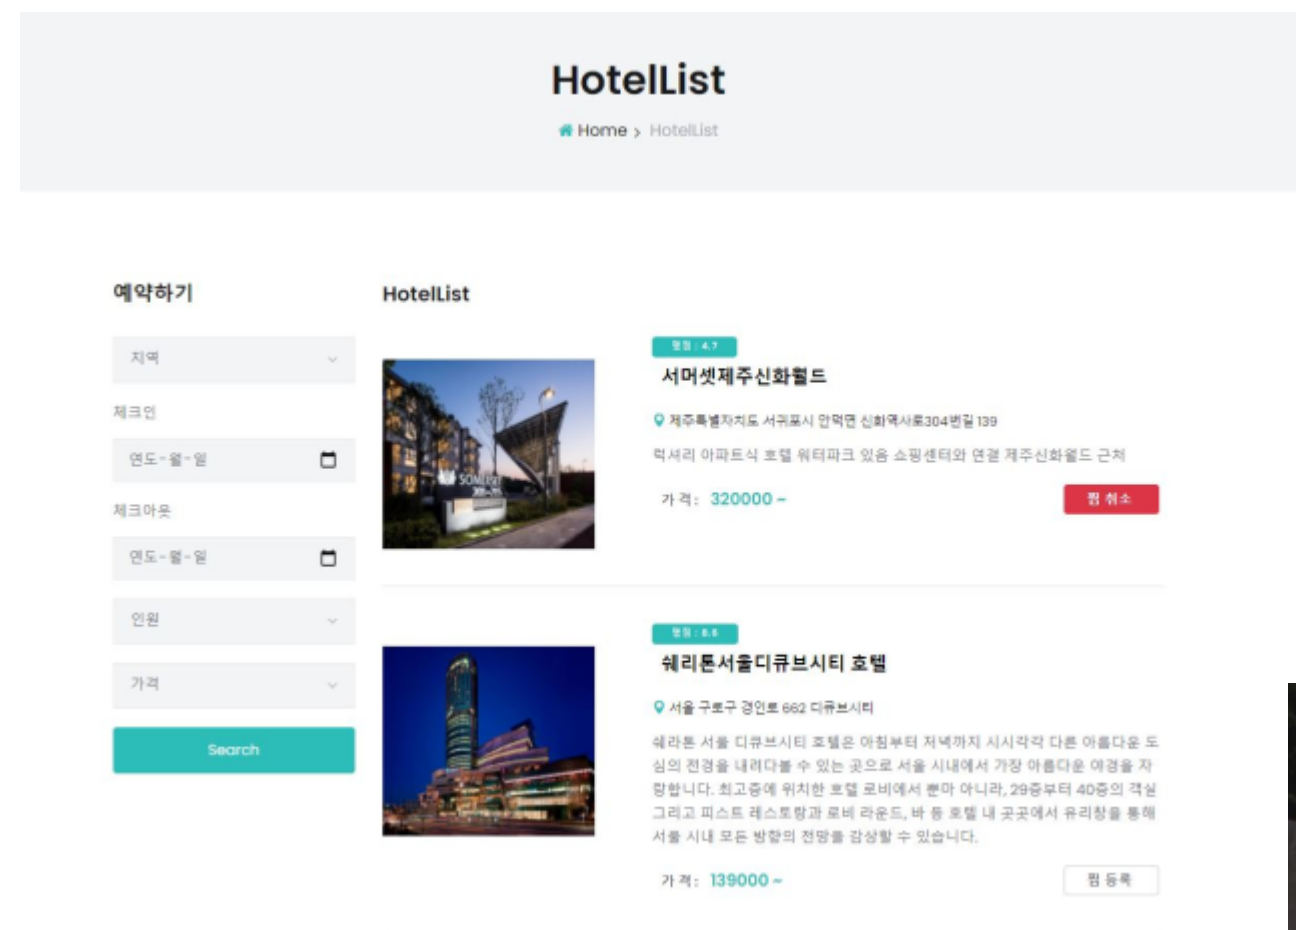 HotelList
Home > HotelList
예약하기
지역
체크인
연도-월-일
체크아웃
연도-월-일
인원
가격
Search
HotelList
평점 : 4.7
서머셋제주신화월드
제주특별자치도 서귀포시 안덕면 신화역사로304번길 139
럭셔리 아파트식 호텔 워터파크 있음 쇼핑센터와 연결 제주신화월드 근처
가격: 320000 ~
찜 취소
SOMERSET
평점 :
쉐리톤서울디큐브시티 호텔
서울 구로구 경인로 662 디큐브시티
쉐라톤 서울 디큐브시티 호텔은 아침부터 저녁까지 시시각각 다른 아름다운 도
심의 전경을 내려다볼 수 있는 곳으로 서울 시내에서 가장 아름다운 야경을 자
랑합니다. 최고층에 위치한 호텔 로비에서 뿐마 아니라, 29층부터 40층의 객실
그리고 피스트 레스토랑과 로비 라운드, 바 등 호텔 내 곳곳에서 유리창을 통해
서울 시내 모든 방향의 전망을 감상할 수 있습니다.
가격: 139000 ~
찜 등록